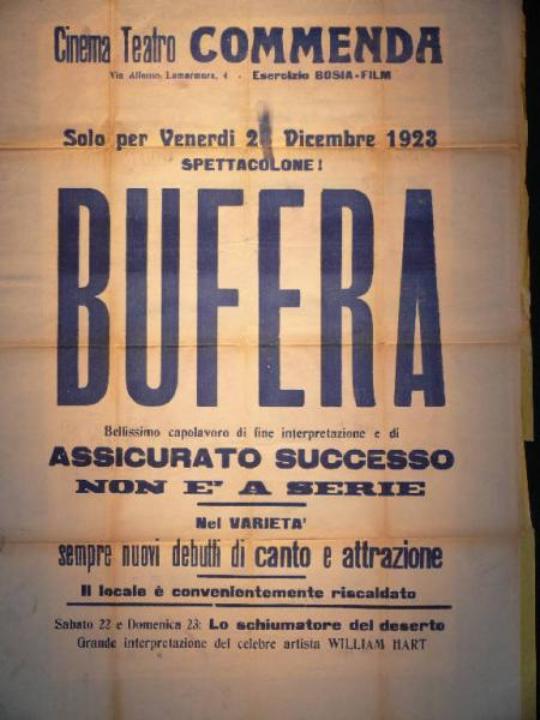 Cinema Teatro COMMENDA
Via Alfonso Lamarmora, 4 - Esercizio BOSIA-FILM
Solo per Venerdi Dicembre 1923
SPETTACOLONE!
BUFERA
Bellissimo capolavoro di fine interpretazione e di
ASSICURATO SUCCESSO
NON E' A SERIE
Nel VARIETA'
sempre nuovi debutti di canto e attrazione
Il locale è convenientemente riscaldato
Sabato 22 e Domenica 23: Lo schiumatore del deserto
Grande interpretazione del celebre artista WILLIAM HART